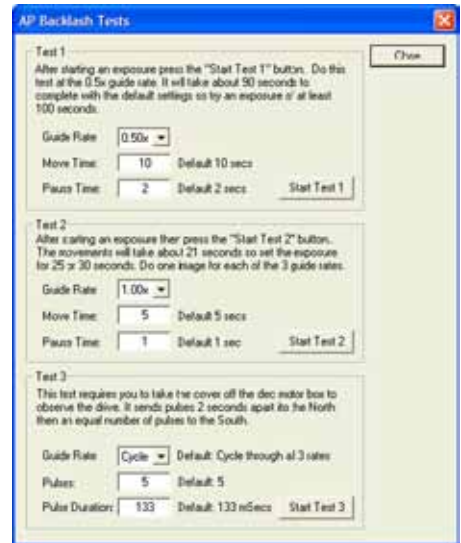 AP Backlash Tests
Close
Test 1
After starting an exposure press the "Start Test 1" button. Do this
test at the 0.5x guide rate. It will take about 90 seconds to
complete with the default settings so try an exposure of at least
100 seconds.
Guide Rate 0.50x
Move Time: 10 Default 10 secs
Pause Time: 2 Default 2 secs Start Test 1
Test 2
After starting an exposure then press the "Start Test 2" button.
The movements will take about 21 seconds so set the exposure
for 25 or 30 seconds. Do one image for each of the 3 guide rates.
Guide Rate 1.00x
Move Time: 5 Default 5 secs
Pause Time: 1 Default 1 sec Start Test 2
Test 3
This test requires you to take the cover off the dec motor box to
observe the drive. It sends pulses 2 seconds apart to the North
then an equal number of pulses to the South.
Guide Rate Cycle Default: Cycle through all 3 rates
Pulses: 5 Default: 5
Pulse Duration: 133 Default: 133 mSecs Start Test 3